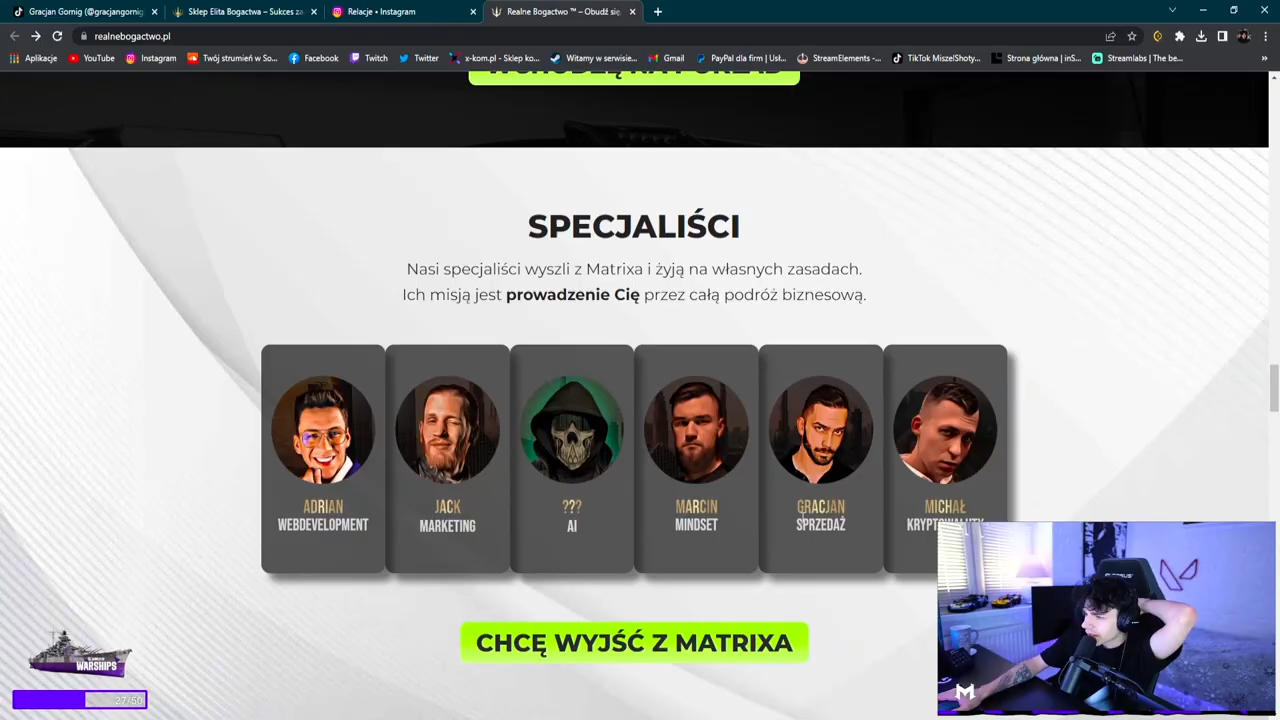 Gracjan Gornig (@gracjangornig
Sklep Elita Bogactwa – Sukces za
Relacje • Instagram
Realne Bogactwo ™ – Obudź się,
realnebogactwo.pl
Aplikacje
YouTube
Instagram
Twój strumień w So...
Facebook
Twitch
Twitter
x-kom.pl - Sklep ko...
Witamy w serwisie...
Gmail
PayPal dla firm | Usł...
StreamElements -...
TikTok MiszelShoty...
Strona główna | inS...
Streamlabs | The be...
SPECJALIŚCI
Nasi specjaliści wyszli z Matrixa i żyją na własnych zasadach.
Ich misją jest prowadzenie Cię przez całą podróż biznesową.
ADRIAN
WEBDEVELOPMENT
JACK
MARKETING
???
AI
MARCIN
MINDSET
GRACJAN
SPRZEDAŻ
MICHAŁ
KRYPTOWALUTY
CHCĘ WYJŚĆ Z MATRIXA
WARSHIPS
27/50